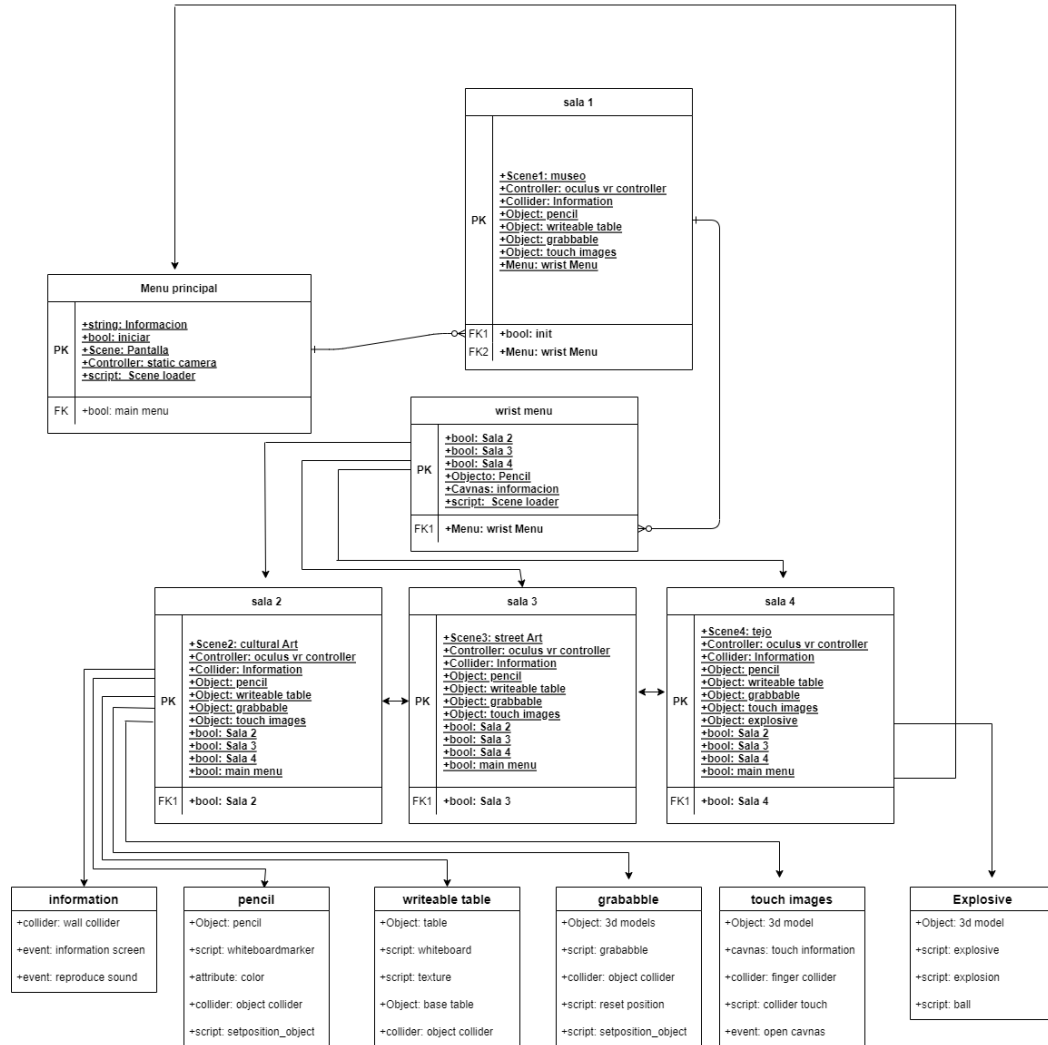 sala 1
PK
+Scene1: museo
+Controller: oculus vr controller
+Collider: Information
+Object: pencil
+Object: writeable table
+Object: grabbable
+Object: touch images
+Menu: wrist Menu
FK1 +bool: init
FK2 +Menu: wrist Menu
Menu principal
PK
+string: Informacion
+bool: iniciar
+Scene: Pantalla
+Controller: static camera
+script: Scene loader
FK +bool: main menu
wrist menu
PK
+bool: Sala 2
+bool: Sala 3
+bool: Sala 4
+Objecto: Pencil
+Cavnas: informacion
+script: Scene loader
FK1 +Menu: wrist Menu
sala 2
PK
+Scene2: cultural Art
+Controller: oculus vr controller
+Collider: Information
+Object: pencil
+Object: writeable table
+Object: grabbable
+Object: touch images
+bool: Sala 2
+bool: Sala 3
+bool: Sala 4
+bool: main menu
FK1 +bool: Sala 2
sala 3
PK
+Scene3: street Art
+Controller: oculus vr controller
+Collider: Information
+Object: pencil
+Object: writeable table
+Object: grabbable
+Object: touch images
+bool: Sala 2
+bool: Sala 3
+bool: Sala 4
+bool: main menu
FK1 +bool: Sala 3
sala 4
PK
+Scene4: tejo
+Controller: oculus vr controller
+Collider: Information
+Object: pencil
+Object: writeable table
+Object: grabbable
+Object: touch images
+Object: explosive
+bool: Sala 2
+bool: Sala 3
+bool: Sala 4
+bool: main menu
FK1 +bool: Sala 4
information
+collider: wall collider
+event: information screen
+event: reproduce sound
pencil
+Object: pencil
+script: whiteboardmarker
+attribute: color
+collider: object collider
+script: setposition_object
writeable table
+Object: table
+script: whiteboard
+script: texture
+Object: base table
+collider: object collider
grababble
+Object: 3d models
+script: grababble
+collider: object collider
+script: reset position
+script: setposition_object
touch images
+Object: 3d model
+cavnas: touch information
+collider: finger collider
+script: collider touch
+event: open cavnas
Explosive
+Object: 3d model
+script: explosive
+script: explosion
+script: ball